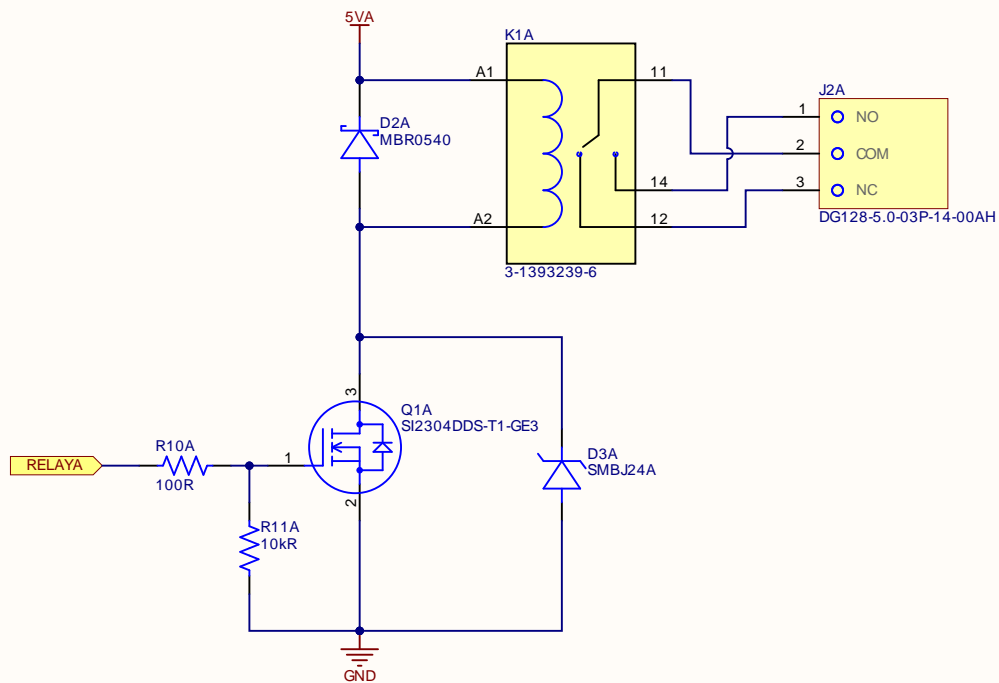 5VA
K1A
A1
11
J2A
1
NO
D2A
MBR0540
2
COM
14
3
NC
A2
12
DG128-5.0-03P-14-00AH
3-1393239-6
3
Q1A
SI2304DDS-T1-GE3
R10A
1
D3A
SMBJ24A
RELAYA
100R
2
R11A
10kR
GND